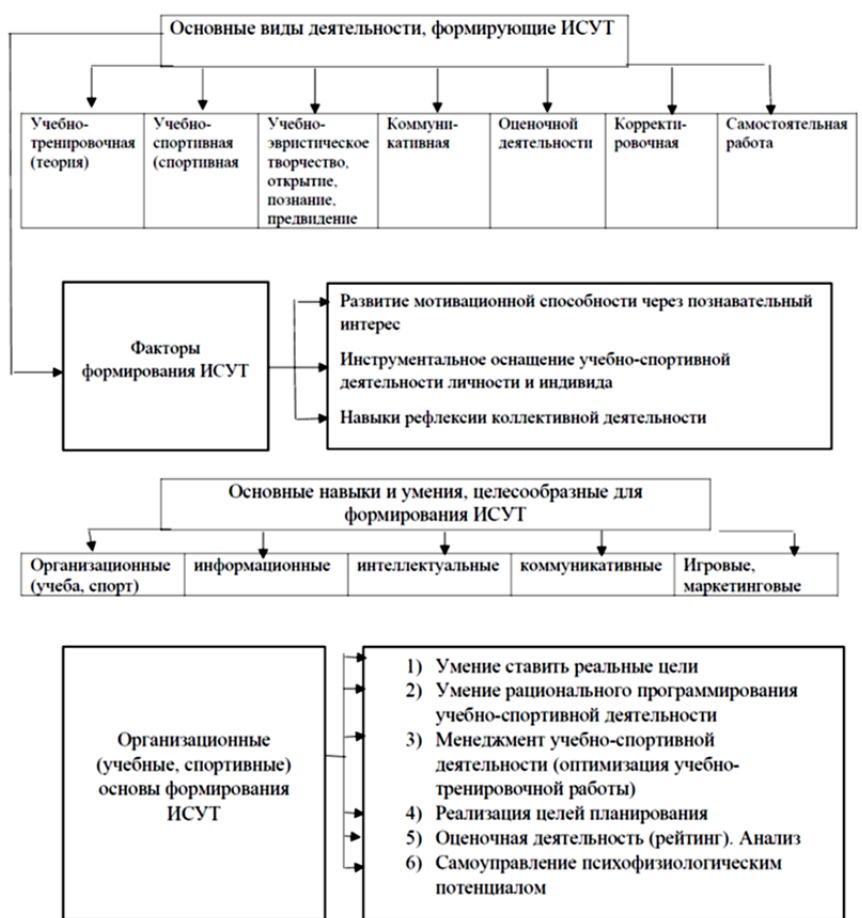 Основные виды деятельности, формирующие ИСУТ
Учебно-
тренировочная
(теория)
Учебно-
спортивная
(спортивная
Учебно-
эвристическое
творчество,
открытие,
познание,
предвидение
Коммуни-
кативная
Оценочной
деятельности
Корректи-
ровочная
Самостоятельная
работа
Факторы
формирования ИСУТ
Развитие мотивационной способности через познавательный
интерес
Инструментальное оснащение учебно-спортивной
деятельности личности и индивида
Навыки рефлексии коллективной деятельности
Основные навыки и умения, целесообразные для
формирования ИСУТ
Организационные
(учеба, спорт)
информационные
интеллектуальные
коммуникативные
Игровые,
маркетинговые
Организационные
(учебные, спортивные)
основы формирования
ИСУТ
1) Умение ставить реальные цели
2) Умение рационального программирования
учебно-спортивной деятельности
3) Менеджмент учебно-спортивной
деятельности (оптимизация учебно-
тренировочной работы)
4) Реализация целей планирования
5) Оценочная деятельность (рейтинг). Анализ
6) Самоуправление психофизиологическим
потенциалом